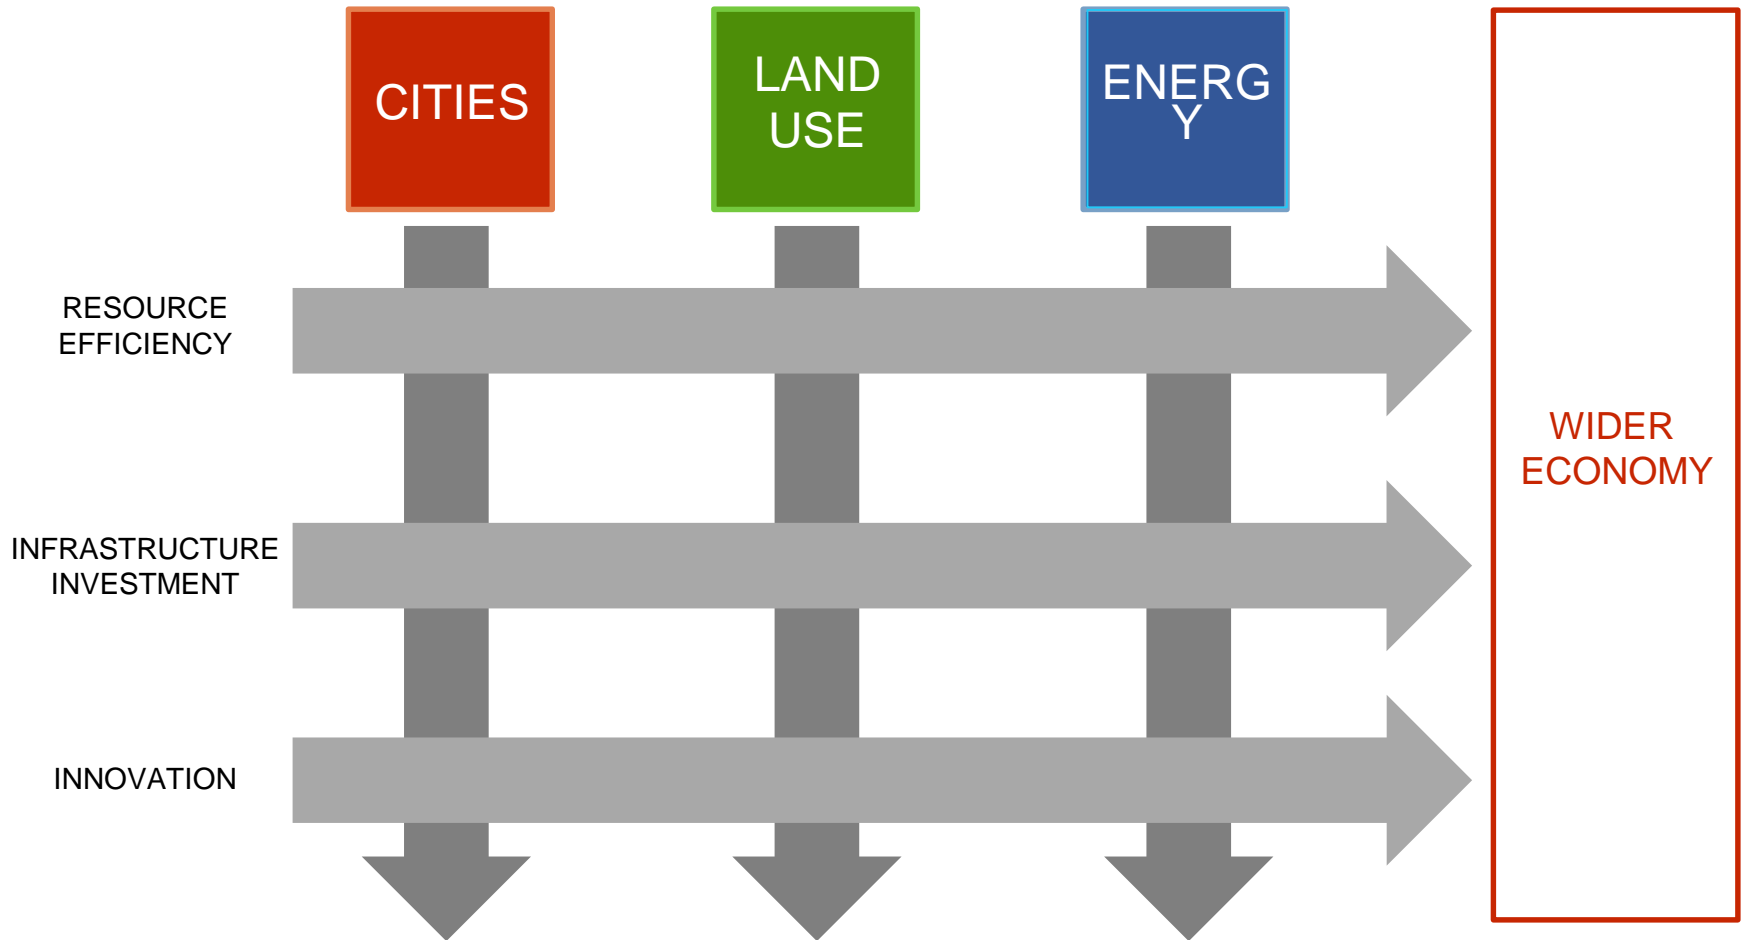 CITIES
LAND
USE
ENERG
Y
RESOURCE
EFFICIENCY
INFRASTRUCTURE
INVESTMENT
INNOVATION
WIDER
ECONOMY